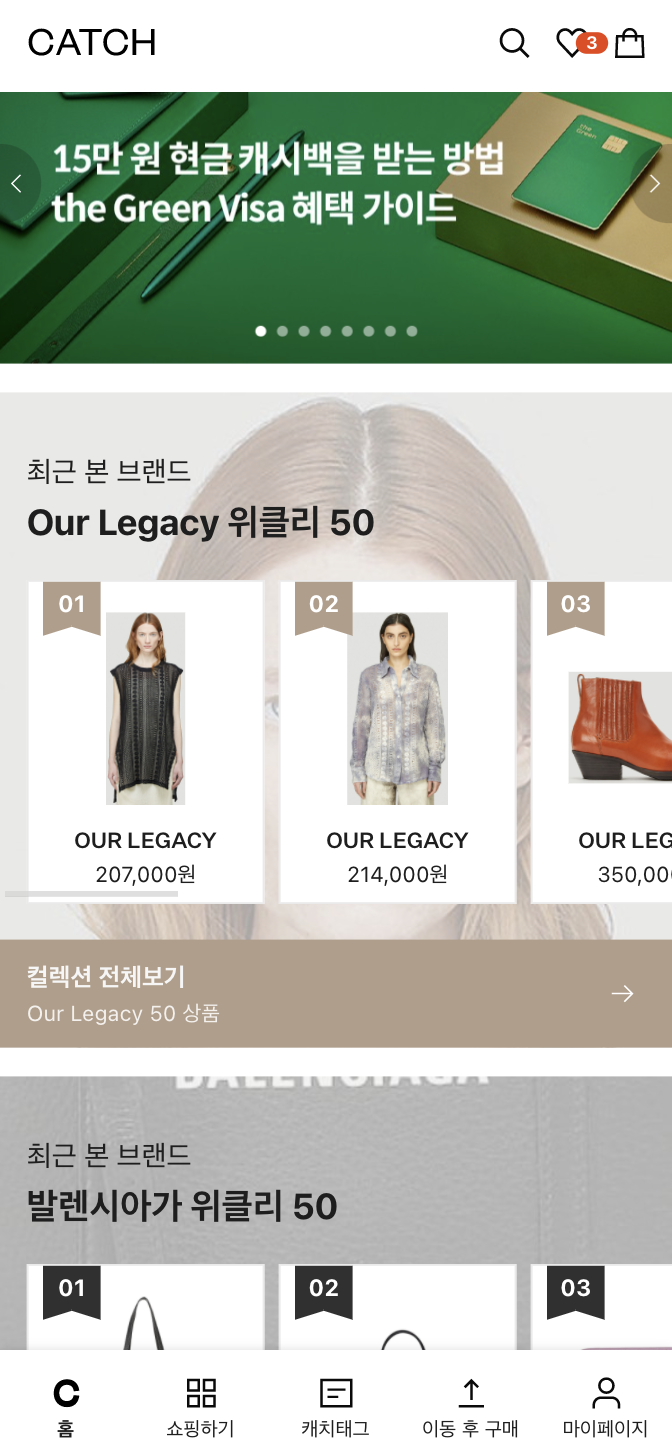 CATCH
3
15만 원 현금 캐시백을 받는 방법
the Green Visa 혜택 가이드
the Green
최근 본 브랜드
Our Legacy 위클리 50
01
02
03
OUR LEGACY
OUR LEGACY
OUR LEG
207,000원
214,000원
350,00
컬렉션 전체보기
Our Legacy 50 상품
BALENCIAGA
최근 본 브랜드
발렌시아가 위클리 50
01
02
03
홈
쇼핑하기
캐치태그
이동 후 구매
마이페이지